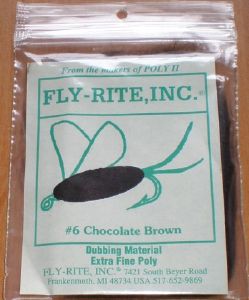 From the makers of POLY II
FLY-RITE, INC.®
#6 Chocolate Brown
Dubbing Material
Extra Fine Poly
FLY-RITE, INC.® 7421 South Beyer Road
Frankenmuth, MI 48734 USA 517-652-9869